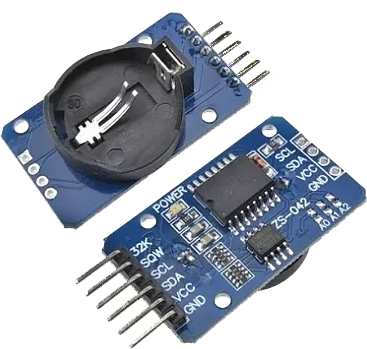 SCL
SDA
VCC
GND
POWER
ZS-042
A0 A1 A2
32K
SQW
SCL
SDA
VCC
GND